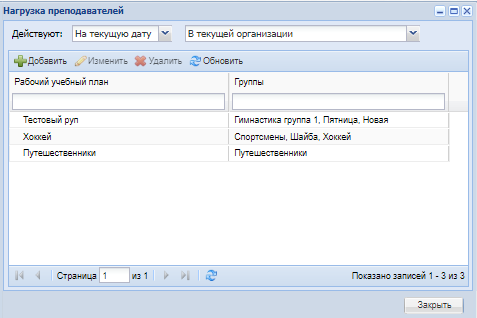 Нагрузка преподавателей
Действуют: На текущую дату В текущей организации
Добавить Изменить Удалить Обновить
Рабочий учебный план Группы
Тестовый руп Гимнастика группа 1, Пятница, Новая
Хоккей Спортсмены, Шайба, Хоккей
Путешественники Путешественники
Страница 1 из 1 Показано записей 1 - 3 из 3
Закрыть